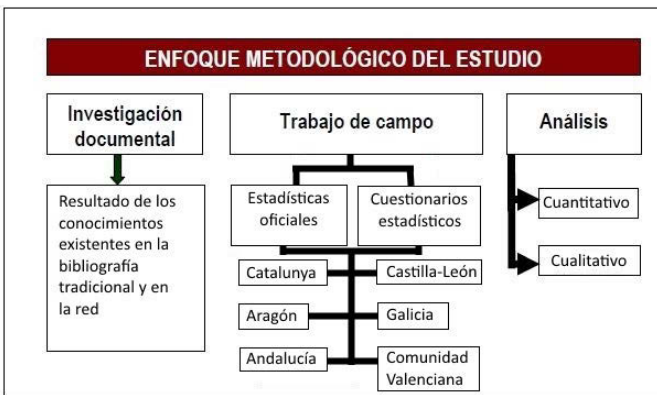 ENFOQUE METODOLÓGICO DEL ESTUDIO
Investigación
documental
Resultado de los
conocimientos
existentes en la
bibliografía
tradicional y en
la red
Trabajo de campo
Estadísticas
oficiales
Cuestionarios
estadísticos
Catalunya
Castilla-León
Aragón
Galicia
Andalucía
Comunidad
Valenciana
Análisis
Cuantitativo
Cualitativo